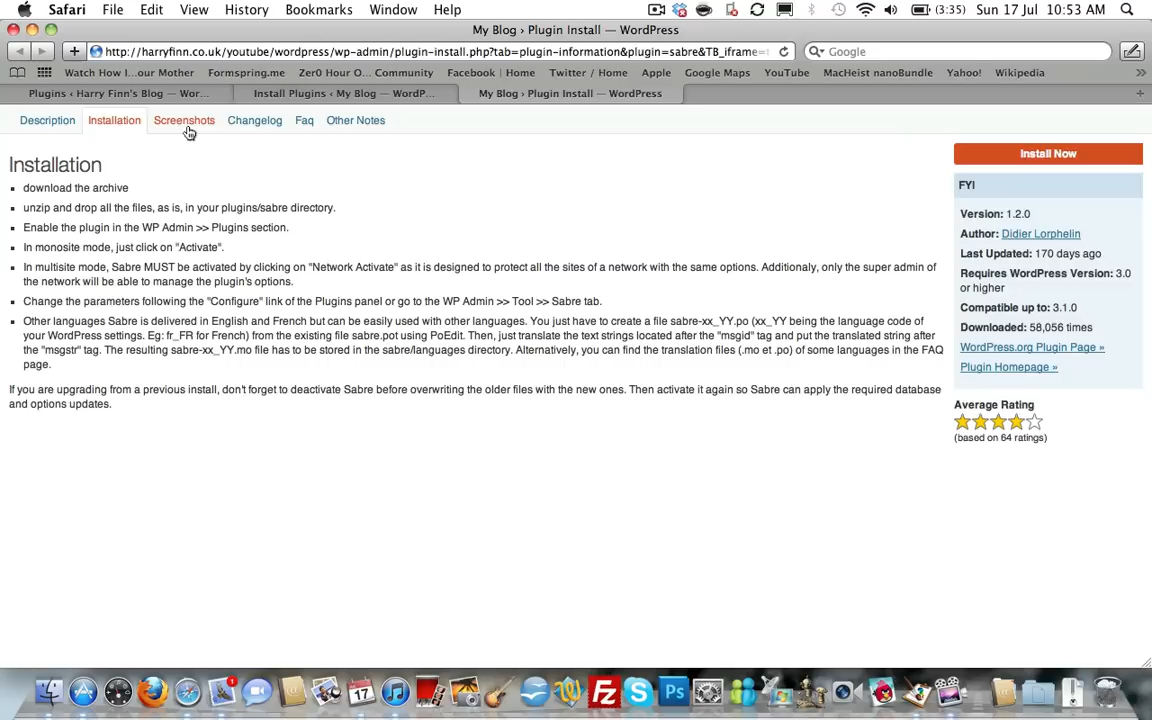 Safari File Edit View History Bookmarks Window Help (3:35) Sun 17 Jul 10:53 AM
My Blog › Plugin Install — WordPress
http://harryfinn.co.uk/youtube/wordpress/wp-admin/plugin-install.php?tab=plugin-information&plugin=sabre&TB_iframe= Google
Watch How I...our Mother Formspring.me Zer0 Hour O... Community Facebook | Home Twitter / Home Apple Google Maps YouTube MacHeist nanoBundle Yahoo! Wikipedia
Plugins ‹ Harry Finn's Blog — Wor... Install Plugins ‹ My Blog — WordP... My Blog › Plugin Install — WordPress
Description Installation Screenshots Changelog Faq Other Notes
Installation
download the archive
unzip and drop all the files, as is, in your plugins/sabre directory.
Enable the plugin in the WP Admin >> Plugins section.
In monosite mode, just click on "Activate".
In multisite mode, Sabre MUST be activated by clicking on "Network Activate" as it is designed to protect all the sites of a network with the same options. Additionaly, only the super admin of
the network will be able to manage the plugin's options.
Change the parameters following the "Configure" link of the Plugins panel or go to the WP Admin >> Tool >> Sabre tab.
Other languages Sabre is delivered in English and French but can be easily used with other languages. You just have to create a file sabre-xx_YY.po (xx_YY being the language code of
your WordPress settings. Eg: fr_FR for French) from the existing file sabre.pot using PoEdit. Then, just translate the text strings located after the "msgid" tag and put the translated string after
the "msgstr" tag. The resulting sabre-xx_YY.mo file has to be stored in the sabre/languages directory. Alternatively, you can find the translation files (.mo et .po) of some languages in the FAQ
page.
If you are upgrading from a previous install, don't forget to deactivate Sabre before overwriting the older files with the new ones. Then activate it again so Sabre can apply the required database
and options updates.
Install Now
FYI
Version: 1.2.0
Author: Didier Lorphelin
Last Updated: 170 days ago
Requires WordPress Version: 3.0
or higher
Compatible up to: 3.1.0
Downloaded: 58,056 times
WordPress.org Plugin Page »
Plugin Homepage »
Average Rating
(based on 64 ratings)
1
17
Fz
S
Ps